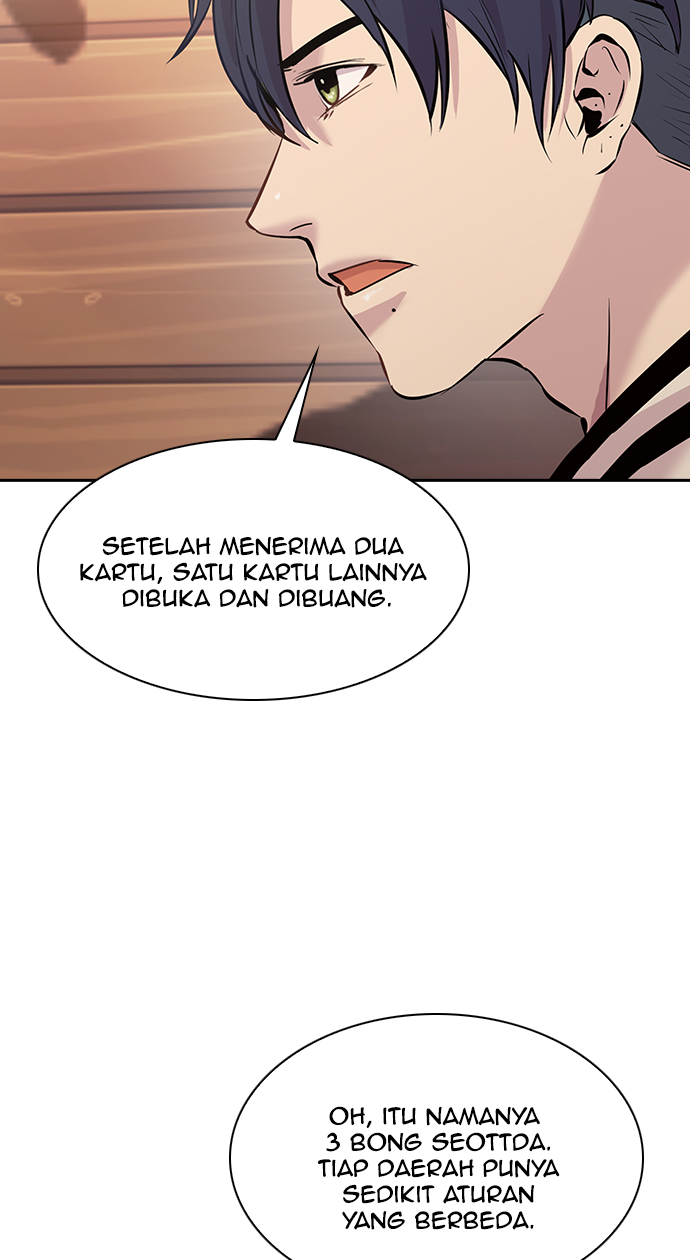 SETELAH MENERIMA DUA
KARTU, SATU KARTU LAINNYA
DIBUKA DAN DIBUANG.
OH, ITU NAMANYA
3 BONG SEOTTDA.
TIAP DAERAH PUNYA
SEDIKIT ATURAN
YANG BERBEDA.